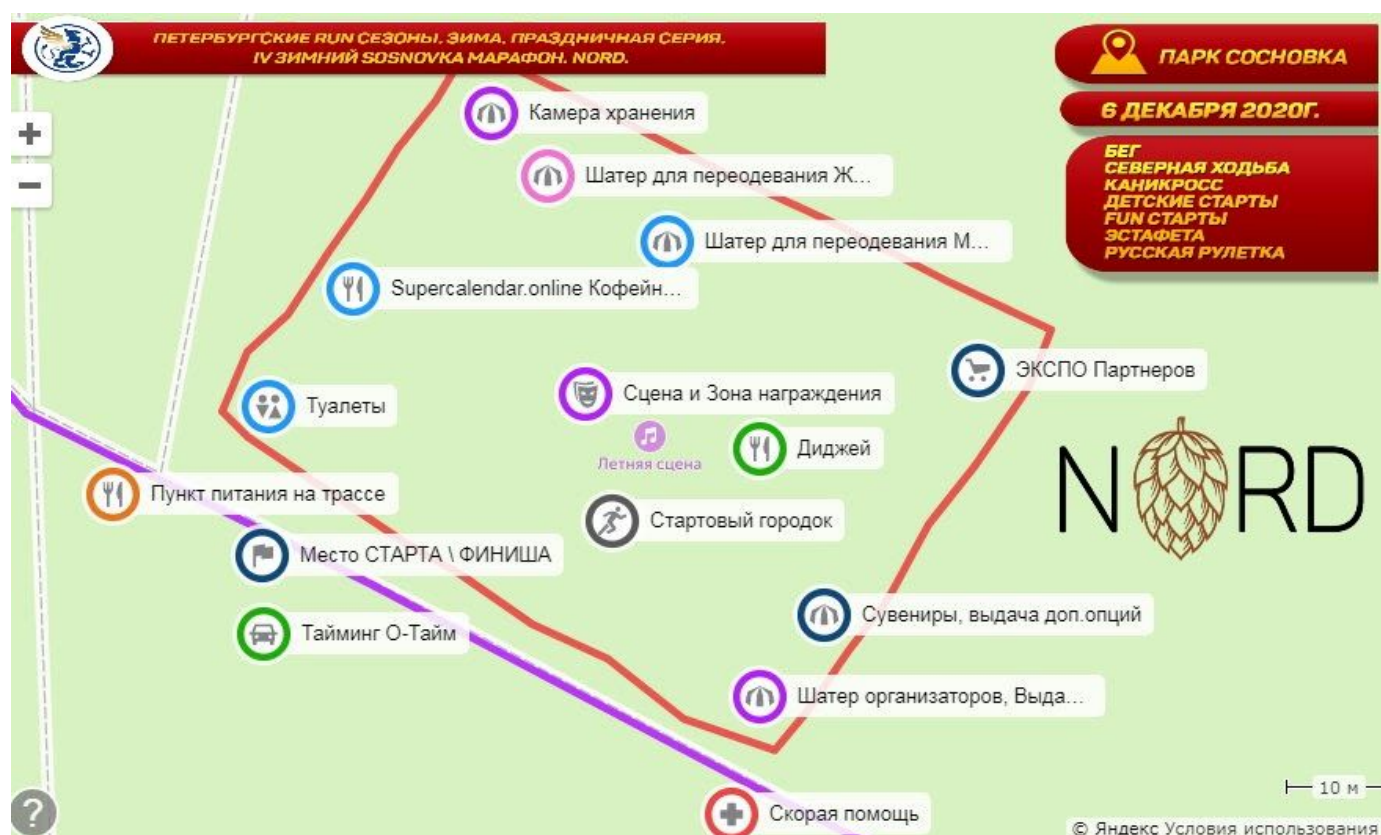 ПЕТЕРБУРГСКИЕ RUN СЕЗОНЫ. ЗИМА. ПРАЗДНИЧНАЯ СЕРИЯ.
IV ЗИМНИЙ SOSNOVKA МАРАФОН. NORD.
ПАРК СОСНОВКА
6 ДЕКАБРЯ 2020Г.
БЕГ
СЕВЕРНАЯ ХОДЬБА
КАНИКРОСС
ДЕТСКИЕ СТАРТЫ
FUN СТАРТЫ
ЭСТАФЕТА
РУССКАЯ РУЛЕТКА
+
−
Камера хранения
Шатер для переодевания Ж...
Шатер для переодевания М...
Supercalendar.online Кофейн...
ЭКСПО Партнеров
Сцена и Зона награждения
Туалеты
Летняя сцена
Диджей
NORD
Пункт питания на трассе
Стартовый городок
Место СТАРТА \ ФИНИША
Сувениры, выдача доп.опций
Тайминг О-Тайм
Шатер организаторов, Выда...
10 м
?
Скорая помощь
© Яндекс Условия использования